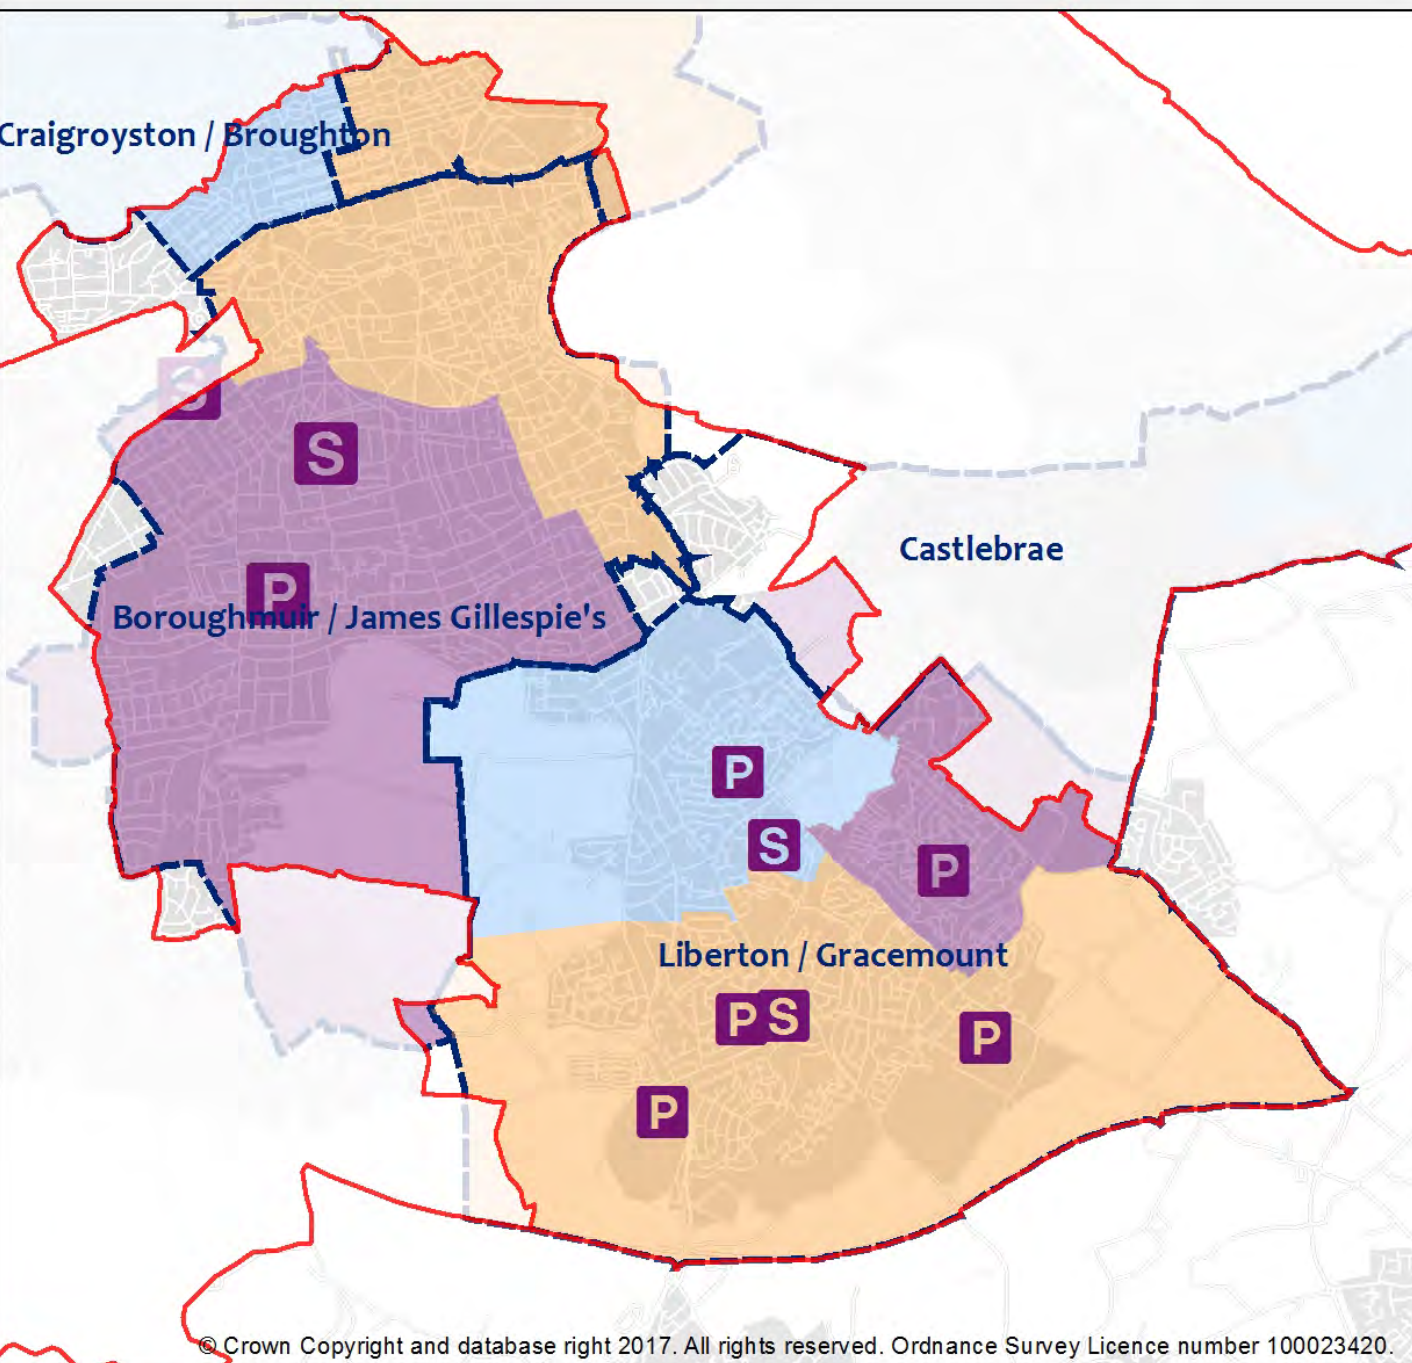 Craigroyston / Broughton
S
S
P
Castlebrae
Boroughmuir / James Gillespie's
P
S
P
Liberton / Gracemount
P S
P
P
© Crown Copyright and database right 2017. All rights reserved. Ordnance Survey Licence number 100023420.